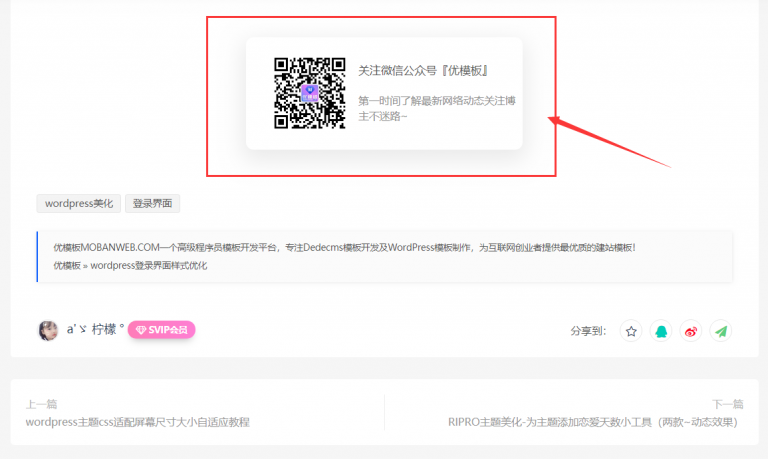 关注微信公众号『优模板』
第一时间了解最新网络动态关注博
主不迷路~
wordpress美化 登录界面
优模板MOBANWEB.COM一个高级程序员模板开发平台，专注Dedecms模板开发及WordPress模板制作，为互联网创业者提供最优质的建站模板！
优模板 » wordpress登录界面样式优化
a'ゞ 柠檬 ° SVIP会员 分享到：
上一篇 下一篇
wordpress主题css适配屏幕尺寸大小自适应教程 RIPRO主题美化-为主题添加恋爱天数小工具（两款~动态效果）